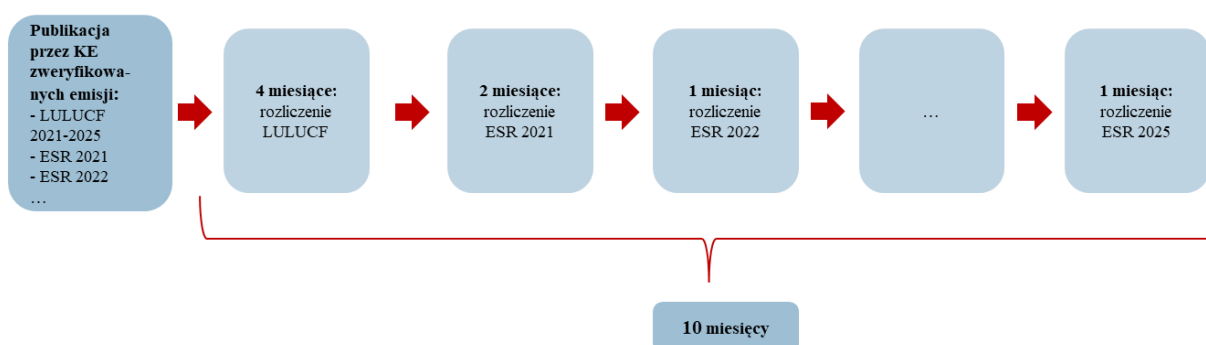 Publikacja
przez KE
zweryfikowa-
nych emisji:
- LULUCF
2021-2025
- ESR 2021
- ESR 2022
…
4 miesiące:
rozliczenie
LULUCF
2 miesiące:
rozliczenie
ESR 2021
1 miesiąc:
rozliczenie
ESR 2022
…
1 miesiąc:
rozliczenie
ESR 2025
10 miesięcy